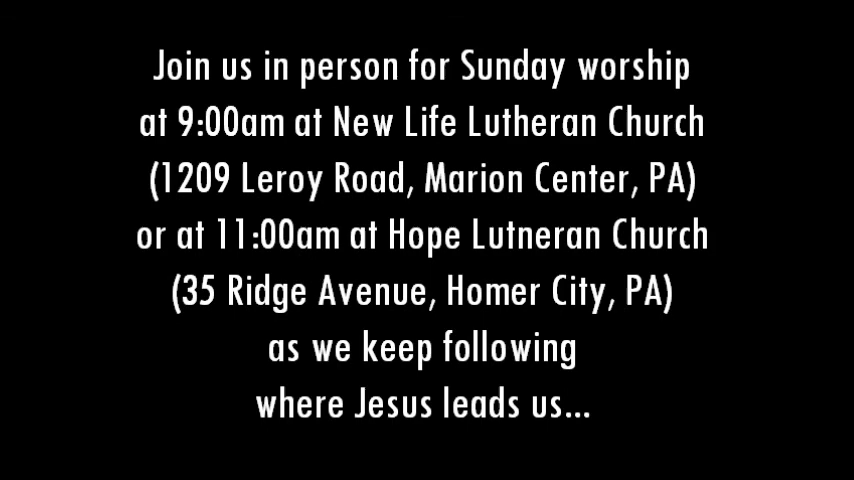 Join us in person for Sunday worship
at 9:00am at New Life Lutheran Church
(1209 Leroy Road, Marion Center, PA)
or at 11:00am at Hope Lutneran Church
(35 Ridge Avenue, Homer City, PA)
as we keep following
where Jesus leads us...